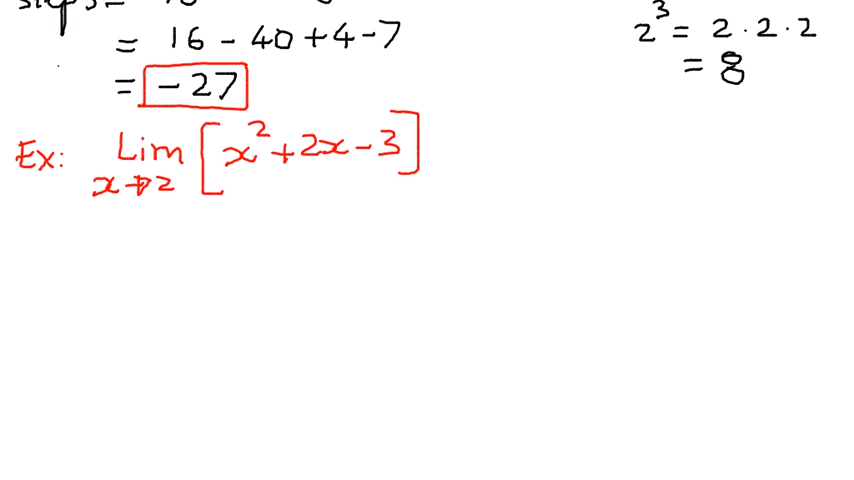 = 16 - 40 + 4 - 7
= -27
2³ = 2 · 2 · 2
= 8
Ex: Lim [x² + 2x - 3]
x→2